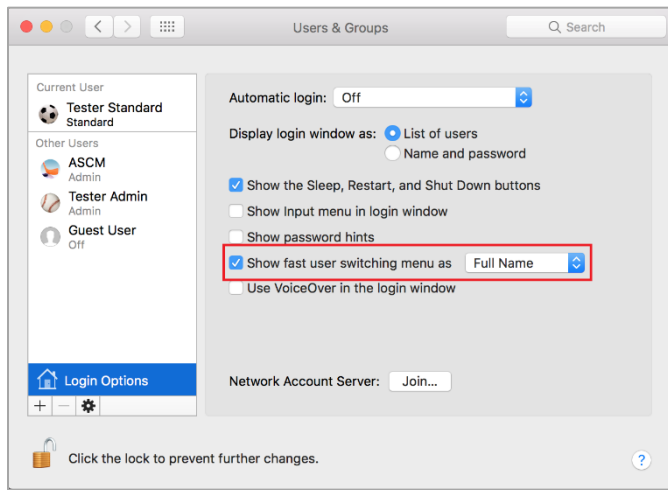 Users & Groups
Search
Current User
Tester Standard
Standard
Other Users
ASCM
Admin
Tester Admin
Admin
Guest User
Off
Login Options
Automatic login: Off
Display login window as: List of users
Name and password
Show the Sleep, Restart, and Shut Down buttons
Show Input menu in login window
Show password hints
Show fast user switching menu as Full Name
Use VoiceOver in the login window
Network Account Server: Join...
Click the lock to prevent further changes.
?